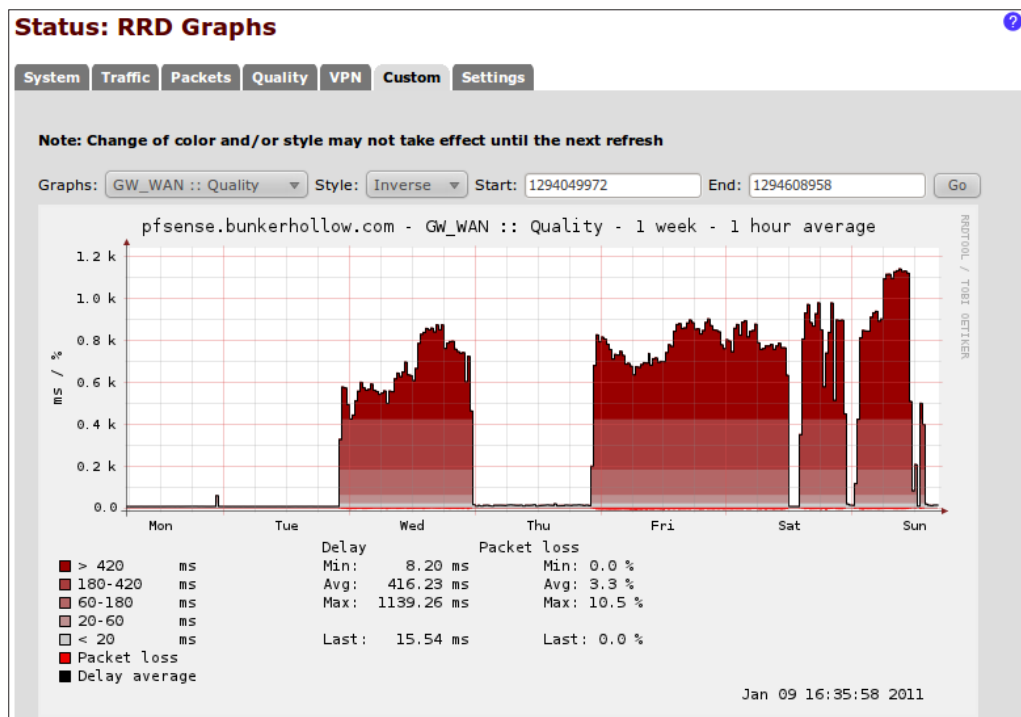 Status: RRD Graphs
?
System Traffic Packets Quality VPN Custom Settings
Note: Change of color and/or style may not take effect until the next refresh
Graphs: GW_WAN :: Quality Style: Inverse Start: 1294049972 End: 1294608958 Go
pfsense.bunkerhollow.com - GW_WAN :: Quality - 1 week - 1 hour average
RRDTOOL / TOBI OETIKER
ms / %
1.2 k
1.0 k
0.8 k
0.6 k
0.4 k
0.2 k
0.0
Mon Tue Wed Thu Fri Sat Sun
Delay Packet loss
> 420 ms Min: 8.20 ms Min: 0.0 %
180-420 ms Avg: 416.23 ms Avg: 3.3 %
60-180 ms Max: 1139.26 ms Max: 10.5 %
20-60 ms
< 20 ms Last: 15.54 ms Last: 0.0 %
Packet loss
Delay average
Jan 09 16:35:58 2011